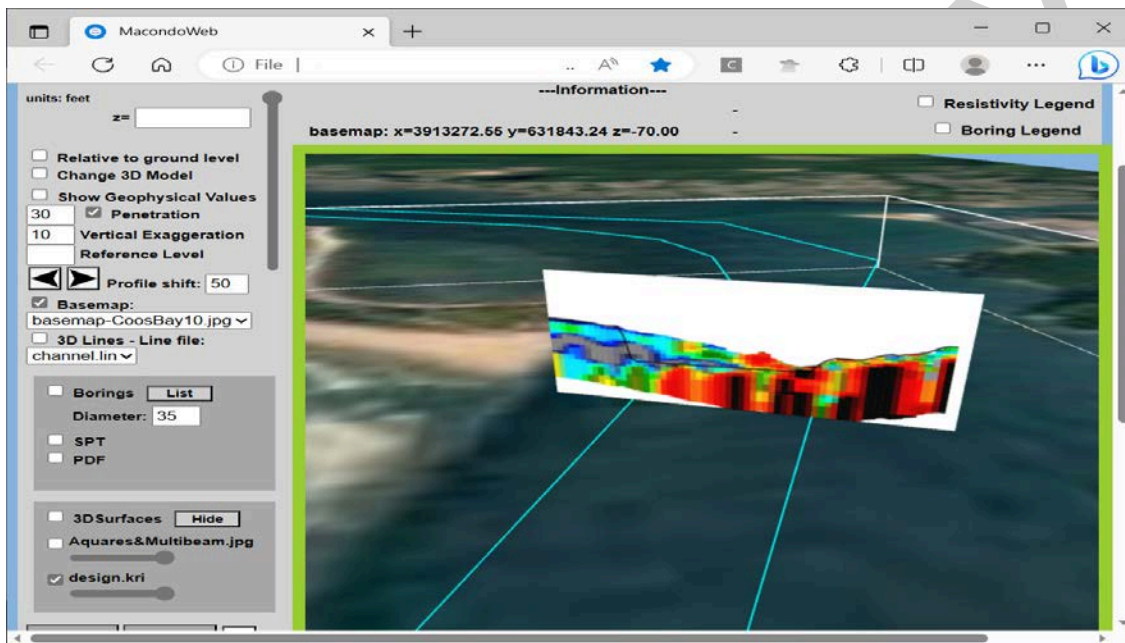 MacondoWeb
File
A
C
units: feet
z=
---Information---
-
basemap: x=3913272.55 y=631843.24 z=-70.00 -
Resistivity Legend
Boring Legend
Relative to ground level
Change 3D Model
Show Geophysical Values
30 Penetration
10 Vertical Exaggeration
Reference Level
Profile shift: 50
Basemap:
basemap-CoosBay10.jpg
3D Lines - Line file:
channel.lin
Borings List
Diameter: 35
SPT
PDF
3DSurfaces Hide
Aquares&Multibeam.jpg
design.kri